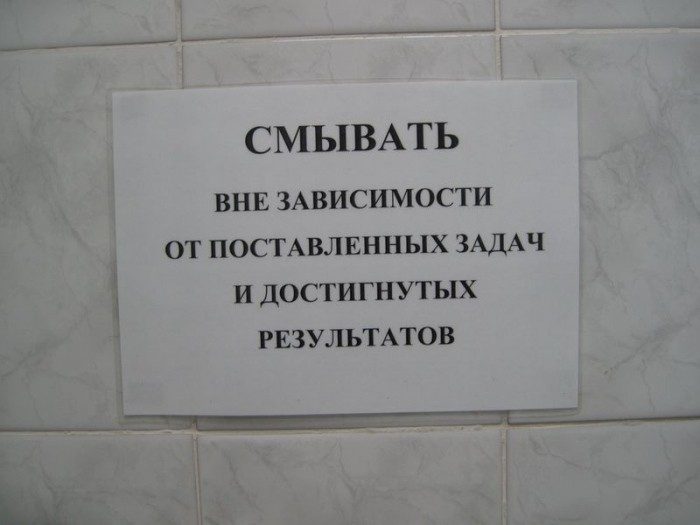 СМЫВАТЬ
ВНЕ ЗАВИСИМОСТИ
ОТ ПОСТАВЛЕННЫХ ЗАДАЧ
И ДОСТИГНУТЫХ
РЕЗУЛЬТАТОВ